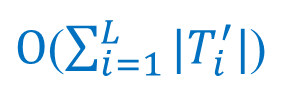 O(∑_{i=1}^{L} |T_i′|)